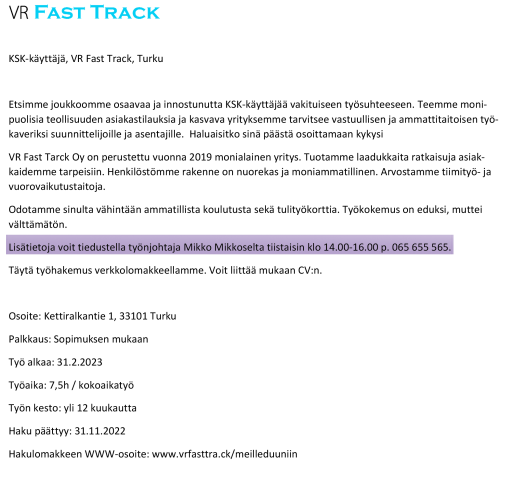 VR FAST TRACK
KSK-käyttäjä, VR Fast Track, Turku
Etsimme joukkoomme osaavaa ja innostunutta KSK-käyttäjää vakituiseen työsuhteeseen. Teemme moni-
puolisia teollisuuden asiakastilauksia ja kasvava yrityksemme tarvitsee vastuullisen ja ammattitaitoisen työ-
kaveriksi suunnittelijoille ja asentajille.  Haluaisitko sinä päästä osoittamaan kykysi
VR Fast Tarck Oy on perustettu vuonna 2019 monialainen yritys. Tuotamme laadukkaita ratkaisuja asiak-
kaidemme tarpeisiin. Henkilöstömme rakenne on nuorekas ja moniammatillinen. Arvostamme tiimityö- ja
vuorovaikutustaitoja.
Odotamme sinulta vähintään ammatillista koulutusta sekä tulityökorttia. Työkokemus on eduksi, muttei
välttämätön.
Lisätietoja voit tiedustella työnjohtaja Mikko Mikkoselta tiistaisin klo 14.00-16.00 p. 065 655 565.
Täytä työhakemus verkkolomakkeellamme. Voit liittää mukaan CV:n.
Osoite: Kettiralkantie 1, 33101 Turku
Palkkaus: Sopimuksen mukaan
Työ alkaa: 31.2.2023
Työaika: 7,5h / kokoaikatyö
Työn kesto: yli 12 kuukautta
Haku päättyy: 31.11.2022
Hakulomakkeen WWW-osoite: www.vrfasttra.ck/meilleduuniin